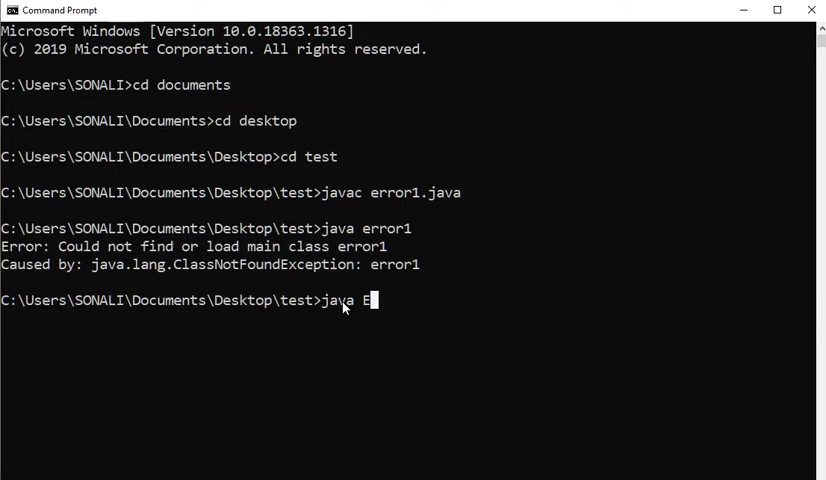 Command Prompt
Microsoft Windows [Version 10.0.18363.1316]
(c) 2019 Microsoft Corporation. All rights reserved.
C:\Users\SONALI>cd documents
C:\Users\SONALI\Documents>cd desktop
C:\Users\SONALI\Documents\Desktop>cd test
C:\Users\SONALI\Documents\Desktop\test>javac error1.java
C:\Users\SONALI\Documents\Desktop\test>java error1
Error: Could not find or load main class error1
Caused by: java.lang.ClassNotFoundException: error1
C:\Users\SONALI\Documents\Desktop\test>java E